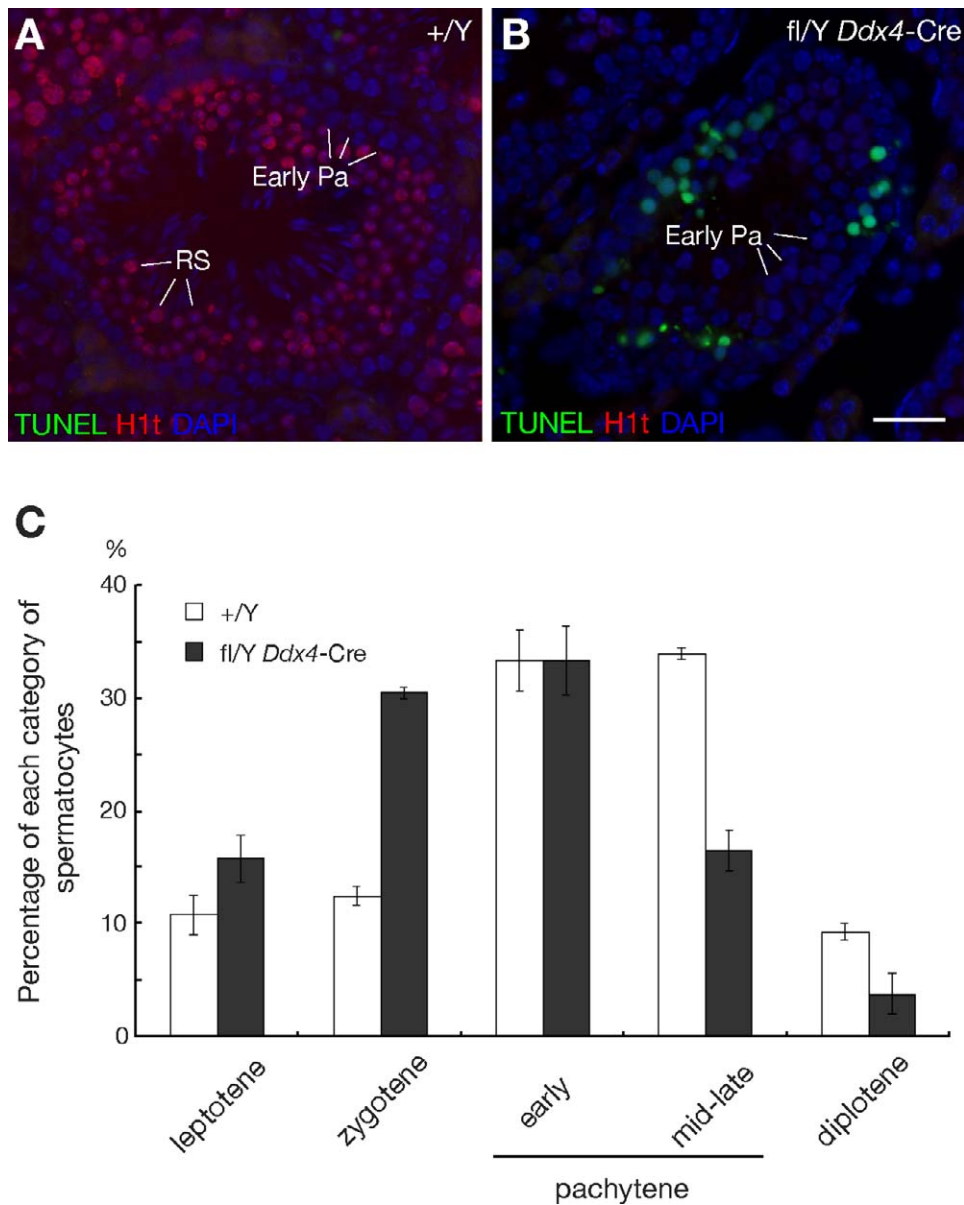 A
+/Y
Early Pa
RS
TUNEL H1t DAPI
B
fl/Y Ddx4-Cre
Early Pa
TUNEL H1t DAPI
C
%
Percentage of each category of
spermatocytes
40
30
20
10
0
+/Y
fl/Y Ddx4-Cre
leptotene
zygotene
early
mid-late
diplotene
pachytene